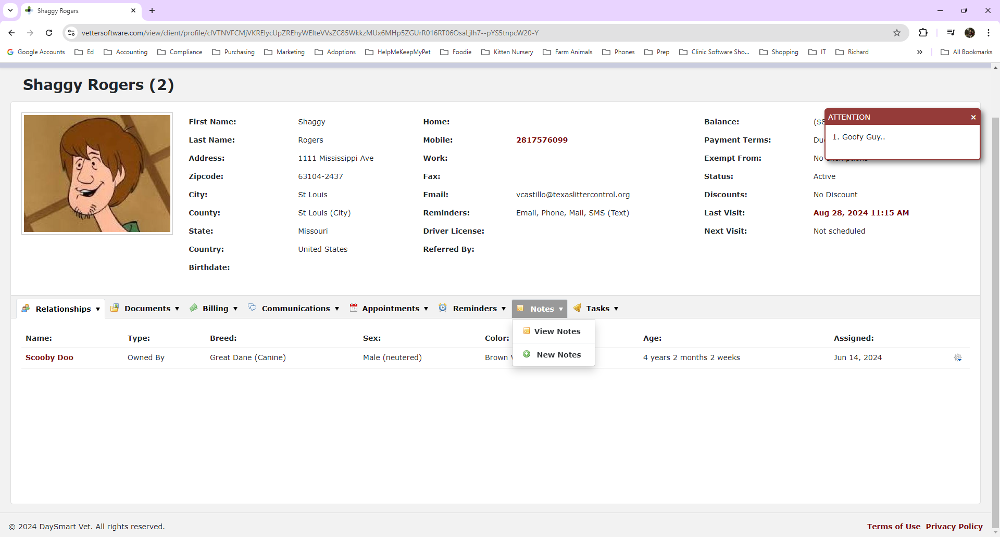 Shaggy Rogers
vettersoftware.com/view/client/profile/clVTNVFCMjVKRElycUpZREhyWElteVVsZC85WkkzMUx6MHp5ZGUrR016RT06OsaLjlh7--pYS5tnpcW20-Y
Google Accounts Ed Accounting Compliance Purchasing Marketing Adoptions HelpMeKeepMyPet Foodie Kitten Nursery Farm Animals Phones Prep Clinic Software Sho... Shopping IT Richard » All Bookmarks
Shaggy Rogers (2)
ATTENTION
1. Goofy Guy..
First Name: Shaggy Home: Balance: ($8
Last Name: Rogers Mobile: 2817576099 Payment Terms:
Address: 1111 Mississippi Ave Work: Exempt From: No exemptions
Zipcode: 63104-2437 Fax: Status: Active
City: St Louis Email: vcastillo@texaslittercontrol.org Discounts: No Discount
County: St Louis (City) Reminders: Email, Phone, Mail, SMS (Text) Last Visit: Aug 28, 2024 11:15 AM
State: Missouri Driver License: Next Visit: Not scheduled
Country: United States Referred By:
Birthdate:
Relationships ▼ Documents ▼ Billing ▼ Communications ▼ Appointments ▼ Reminders ▼ Notes ▼ Tasks ▼
View Notes
New Notes
Name: Type: Breed: Sex: Color: Age: Assigned:
Scooby Doo Owned By Great Dane (Canine) Male (neutered) Brown 4 years 2 months 2 weeks Jun 14, 2024
© 2024 DaySmart Vet. All rights reserved. Terms of Use Privacy Policy